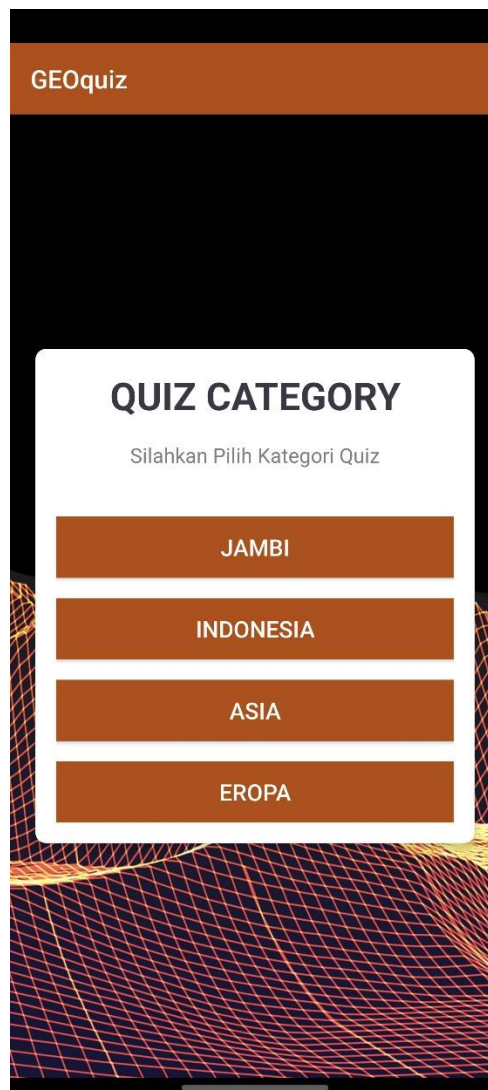 GEOquiz
QUIZ CATEGORY
Silahkan Pilih Kategori Quiz
JAMBI
INDONESIA
ASIA
EROPA